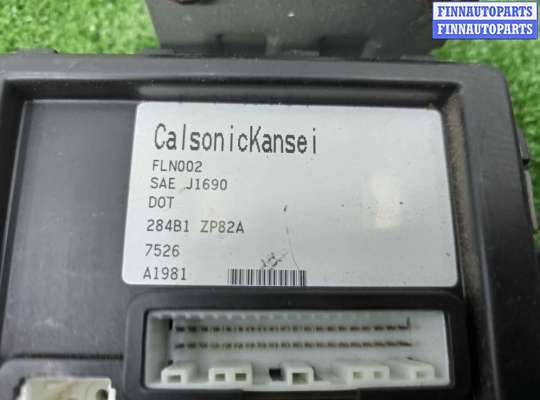 FINNAUTOPARTS
FINNAUTOPARTS
CalsonicKansei
FLN002
SAE J1690
DOT
284B1 ZP82A
7526
A1981